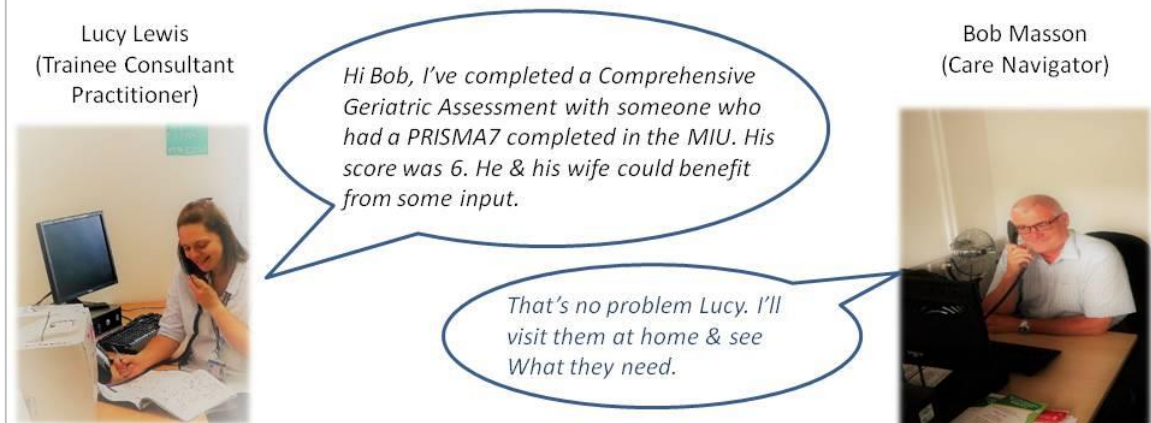 Lucy Lewis
(Trainee Consultant
Practitioner)
Hi Bob, I've completed a Comprehensive
Geriatric Assessment with someone who
had a PRISMA7 completed in the MIU. His
score was 6. He & his wife could benefit
from some input.
Bob Masson
(Care Navigator)
That's no problem Lucy. I'll
visit them at home & see
What they need.